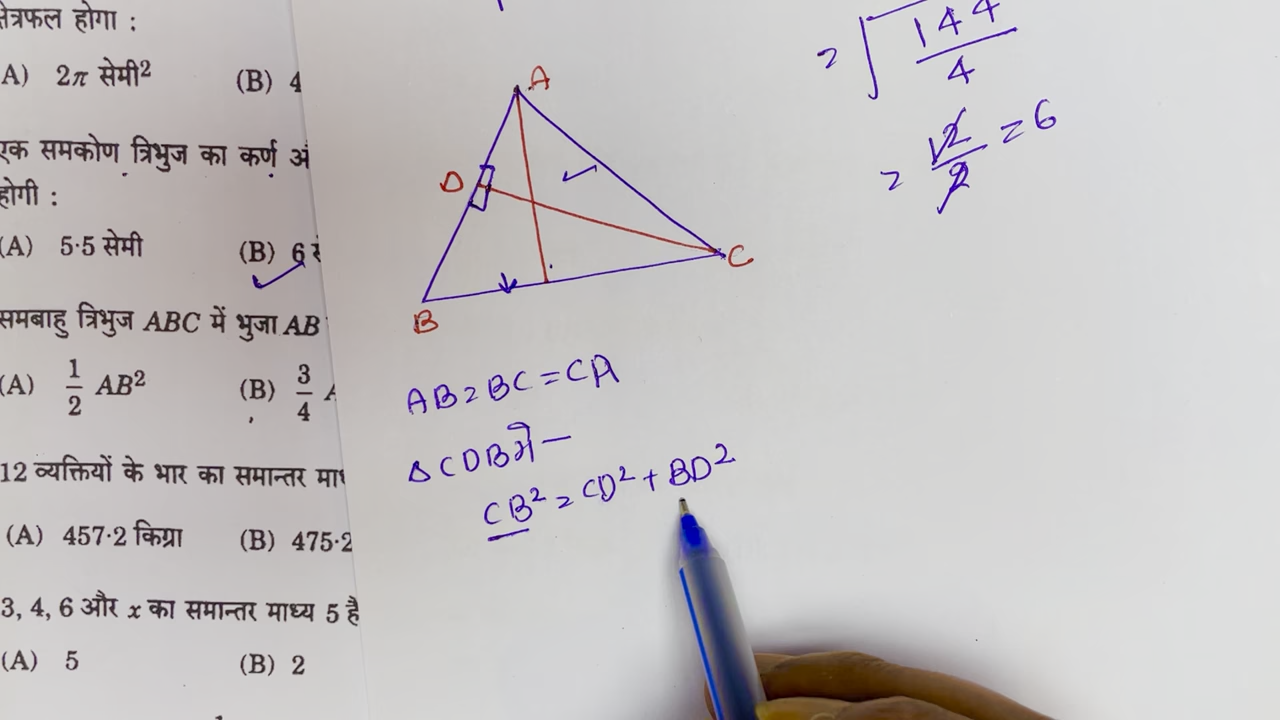 क्षेत्रफल होगा :
A) 2π सेमी² (B) 4
एक समकोण त्रिभुज का कर्ण
होगी :
(A) 5·5 सेमी (B) 6
समबाहु त्रिभुज ABC में भुजा AB
(A) 1/2 AB² (B) 3/4
12 व्यक्तियों के भार का समान्तर
(A) 457·2 किग्रा (B) 475·2
3, 4, 6 और x का समान्तर माध्य 5 है
(A) 5 (B) 2
A
D
C
B
AB=BC=CA
Δ CDB में —
CB² = CD² + BD²
= √144/4
= 12/2 = 6